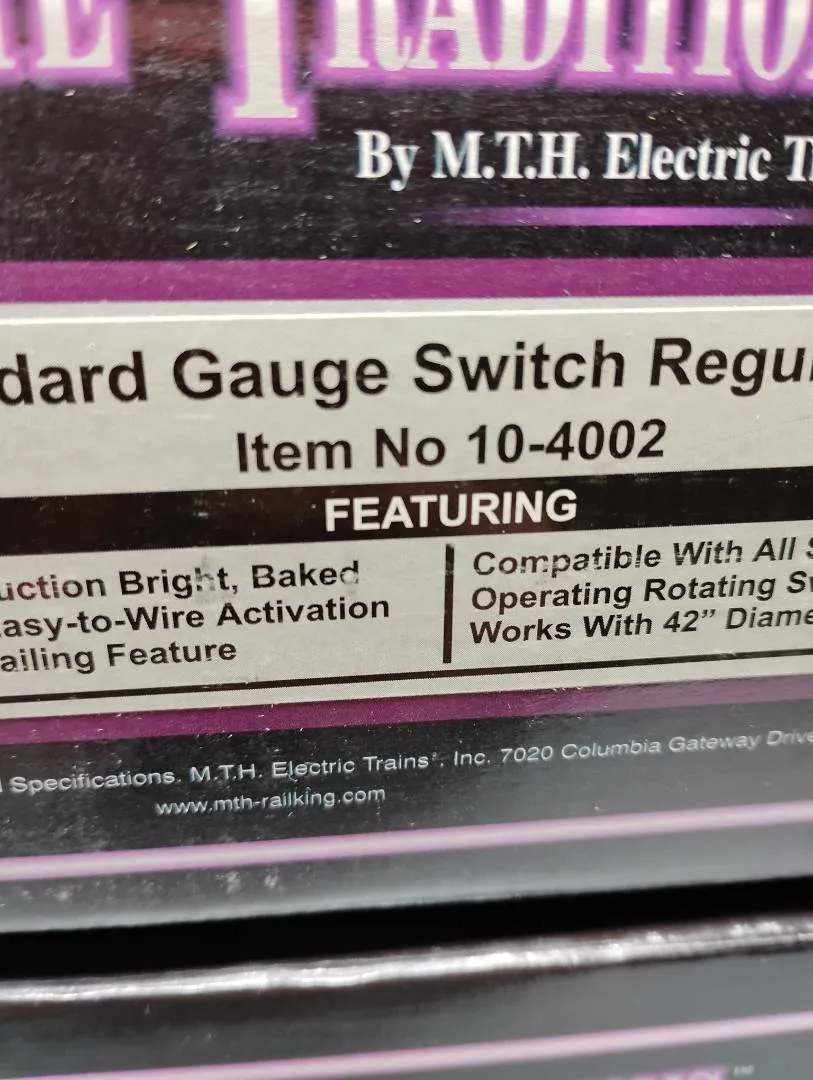 TRADITIO
By M.T.H. Electric T
dard Gauge Switch Regu
Item No 10-4002
FEATURING
uction Bright, Baked
asy-to-Wire Activation
ailing Feature
Compatible With All S
Operating Rotating S
Works With 42” Diame
Specifications. M.T.H. Electric Trains®, Inc. 7020 Columbia Gateway Drive
www.mth-railking.com